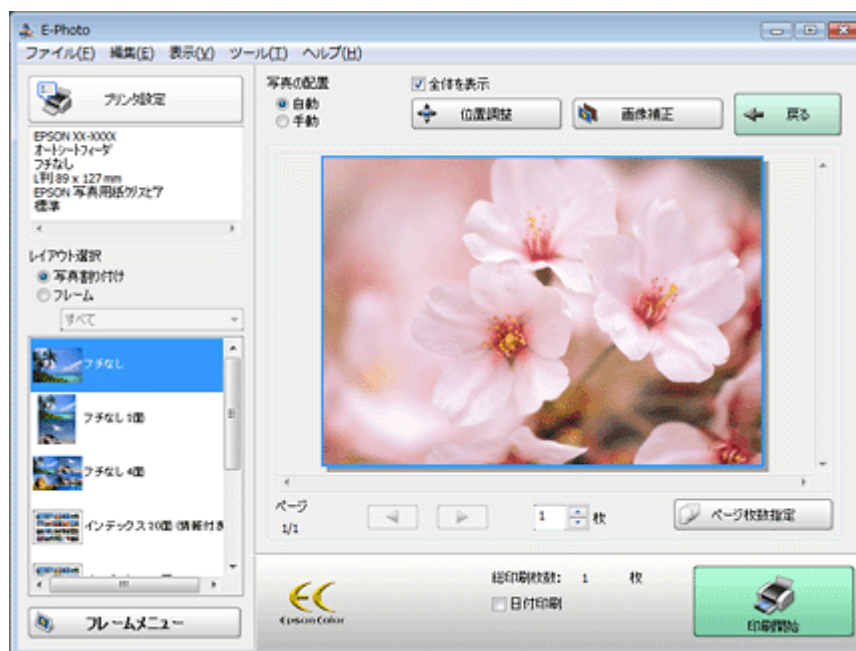 E-Photo
ファイル(F) 編集(E) 表示(V) ツール(T) ヘルプ(H)
プリンタ設定
EPSON XX-XXXX
オートシートフィーダ
フチなし
L判 89 x 127 mm
EPSON 写真用紙クリスピア
標準
レイアウト選択
写真割り付け
フレーム
すべて
フチなし
フチなし 1面
フチなし 4面
インデックス 20面 (情報付き
フレームメニュー
写真の配置
自動
手動
全体を表示
位置調整
画像補正
戻る
ページ
1/1
1 枚
ページ枚数指定
EC
Epson Color
総印刷枚数: 1 枚
日付印刷
印刷開始